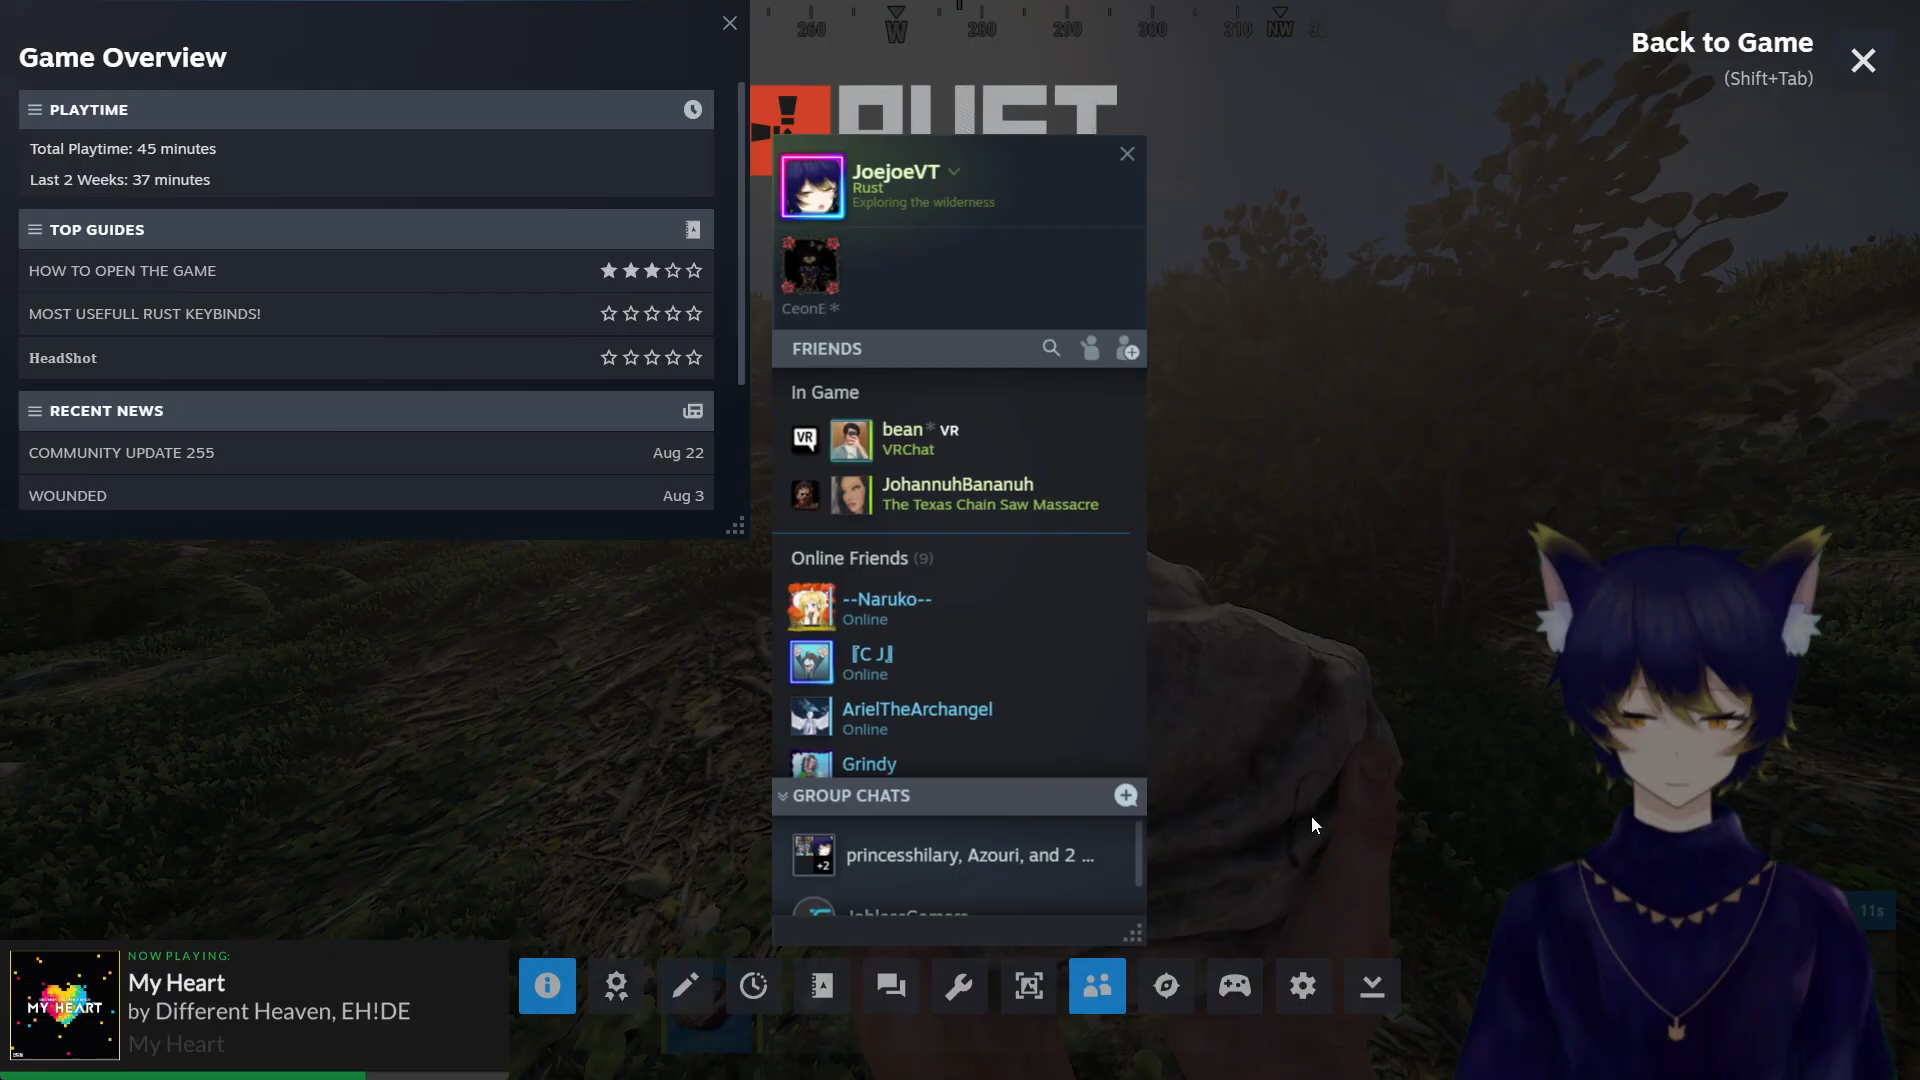 Game Overview
PLAYTIME
Total Playtime: 45 minutes
Last 2 Weeks: 37 minutes
TOP GUIDES
HOW TO OPEN THE GAME
MOST USEFULL RUST KEYBINDS!
HeadShot
RECENT NEWS
COMMUNITY UPDATE 255 Aug 22
WOUNDED Aug 3
260 W 280 290 300 310 NW
RUST
Back to Game
(Shift+Tab)
JoejoeVT
Rust
Exploring the wilderness
CeonE *
FRIENDS
In Game
VR
bean * VR
VRChat
JohannuhBananuh
The Texas Chain Saw Massacre
Online Friends (9)
--Naruko--
Online
『C J』
Online
ArielTheArchangel
Online
Grindy
GROUP CHATS
+2
princesshilary, Azouri, and 2 ...
11s
NOW PLAYING:
My Heart
by Different Heaven, EH!DE
My Heart
MY HEART